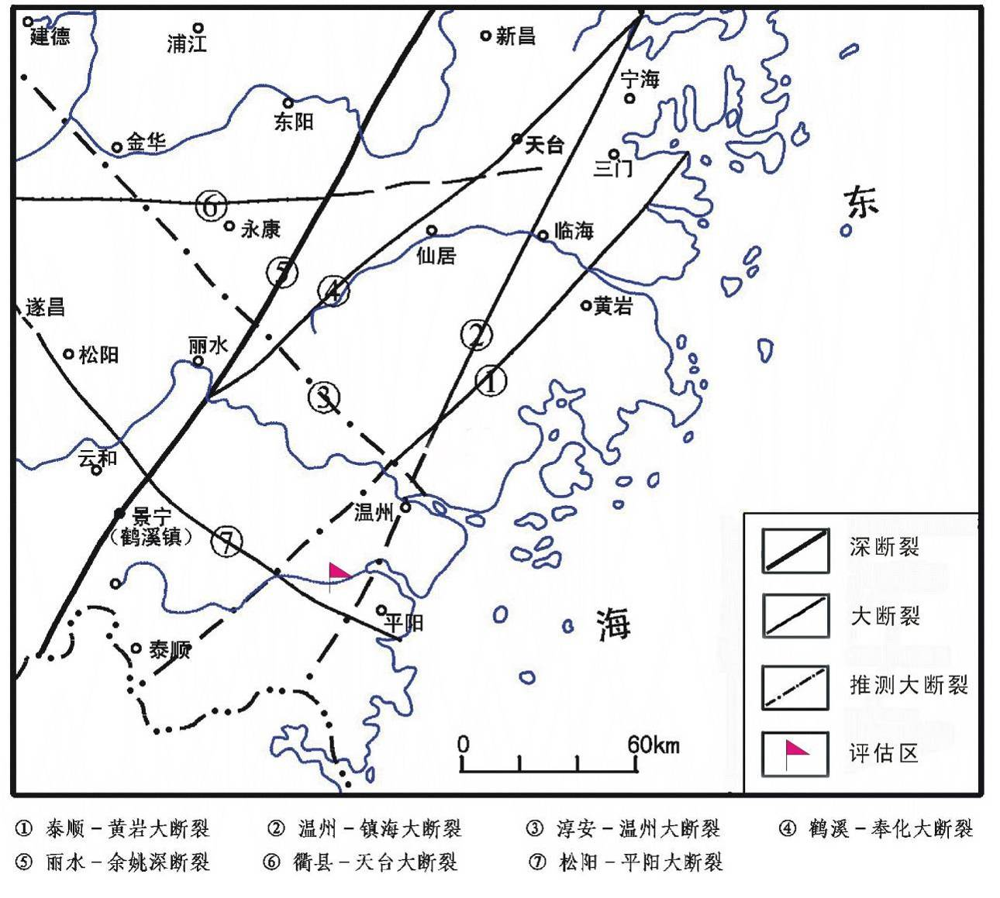 建德
浦江
新昌
宁海
东阳
金华
天台
三门
东
⑥
永康
临海
仙居
⑤
④
遂昌
黄岩
丽水
②
松阳
①
③
云和
温州
景宁
（鹤溪镇）
⑦
平阳
海
泰顺
深断裂
大断裂
推测大断裂
评估区
0 60km
① 泰顺－黄岩大断裂 ② 温州－镇海大断裂 ③ 淳安－温州大断裂 ④ 鹤溪－奉化大断裂
⑤ 丽水－余姚深断裂 ⑥ 衢县－天台大断裂 ⑦ 松阳－平阳大断裂